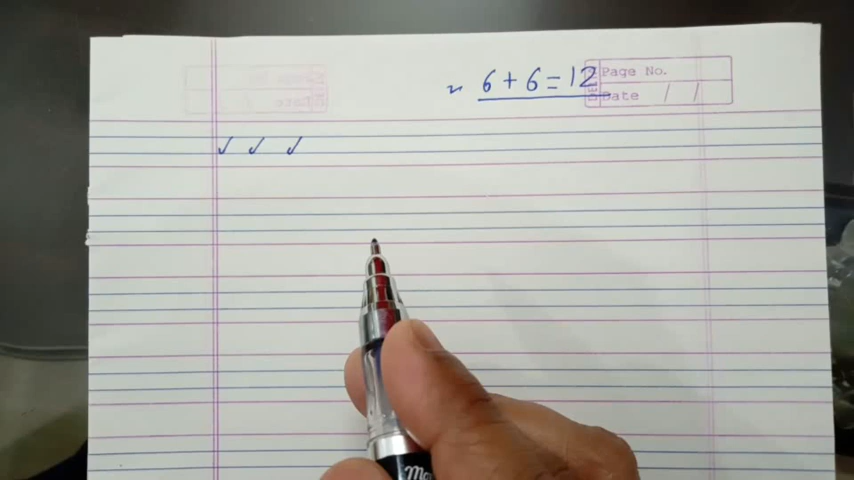 ~ 6+6=12
Page No.
Date / /
✓ ✓ ✓